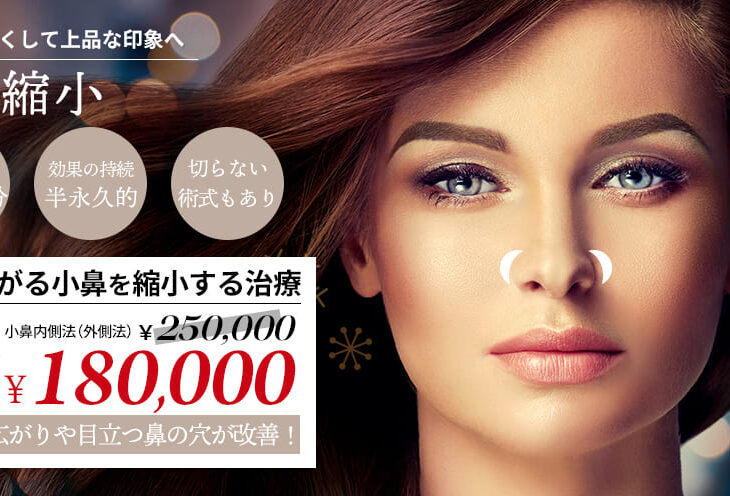 くして上品な印象へ
縮小
効果の持続
半永久的
切らない
術式もあり
がる小鼻を縮小する治療
小鼻内側法(外側法) ¥250,000
¥180,000
広がりや目立つ鼻の穴が改善!